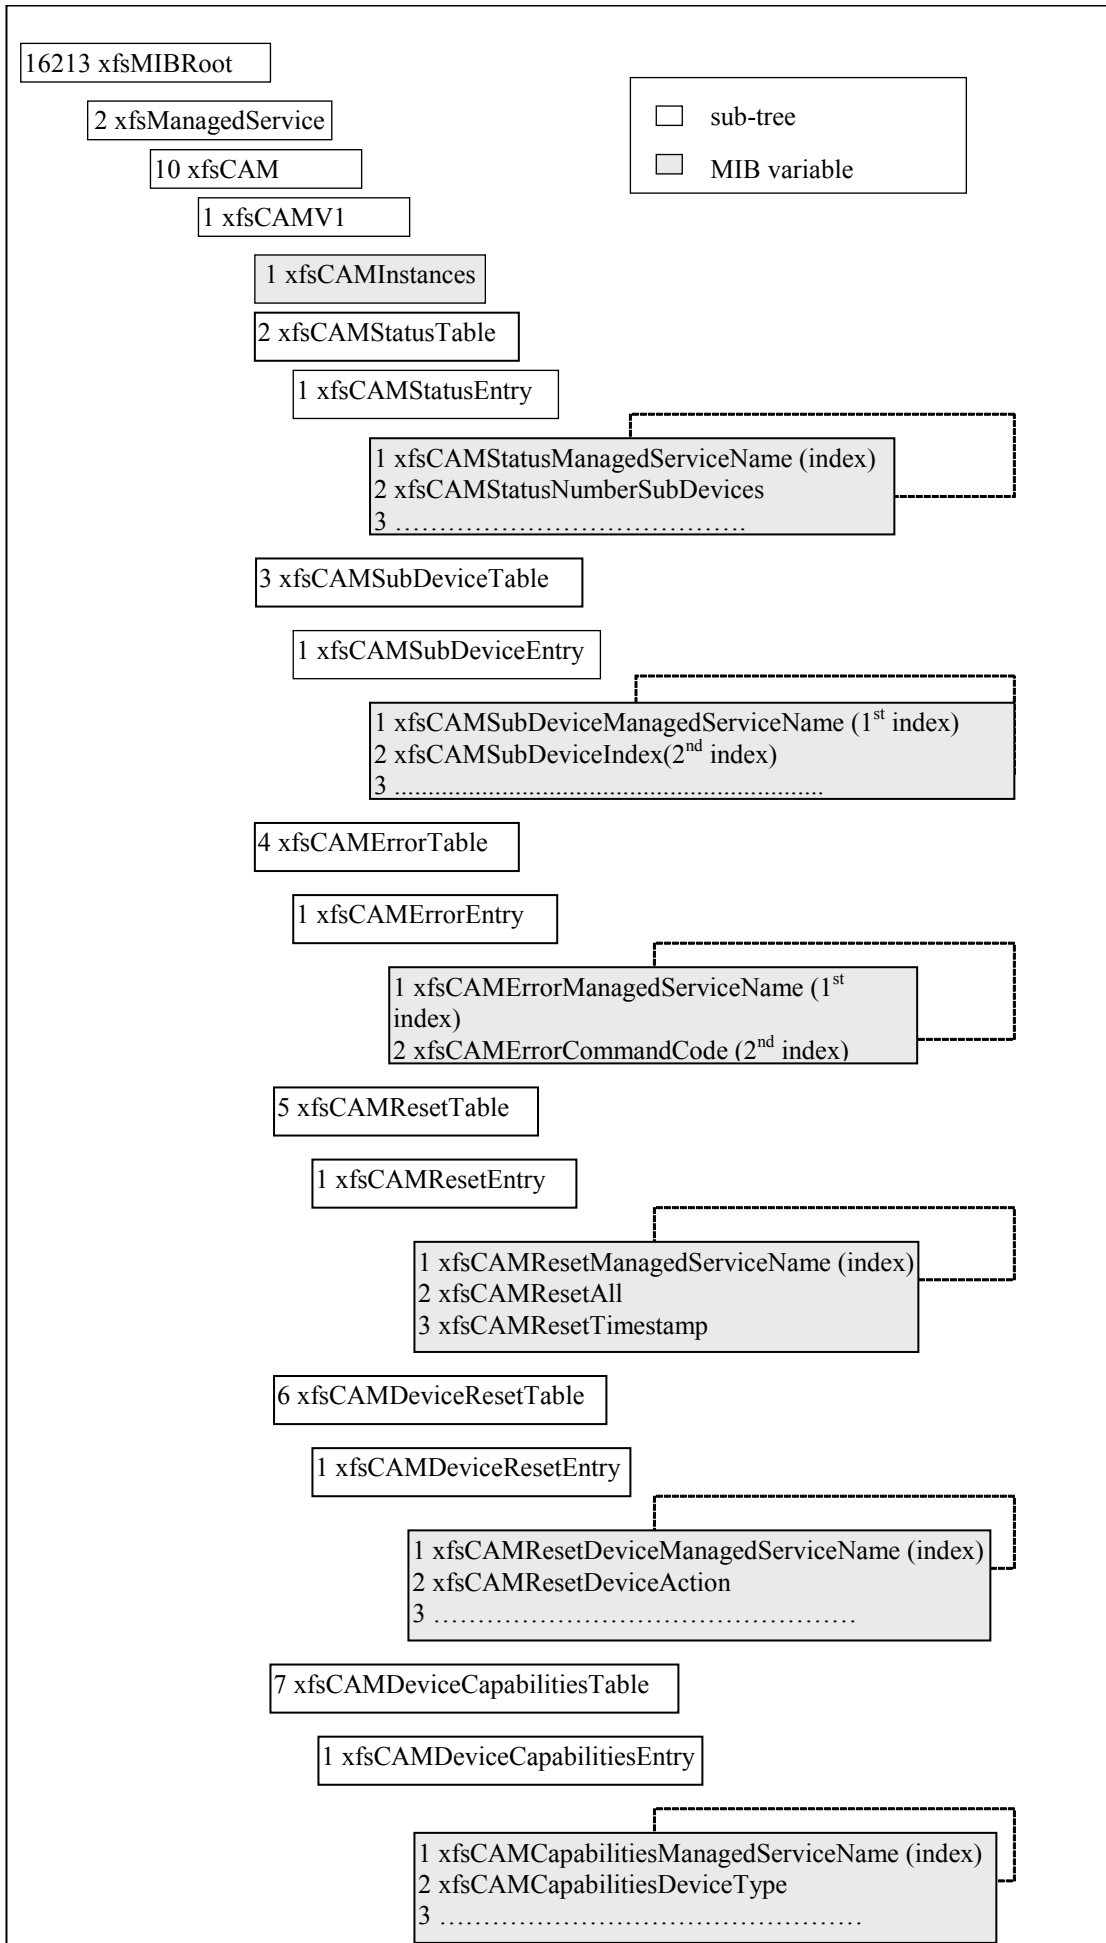 16213 xfsMIBRoot
2 xfsManagedService
sub-tree
10 xfsCAM
MIB variable
1 xfsCAMV1
1 xfsCAMInstances
2 xfsCAMStatusTable
1 xfsCAMStatusEntry
1 xfsCAMStatusManagedServiceName (index)
2 xfsCAMStatusNumberSubDevices
3 …………………………………….
3 xfsCAMSubDeviceTable
1 xfsCAMSubDeviceEntry
1 xfsCAMSubDeviceManagedServiceName (1st index)
2 xfsCAMSubDeviceIndex(2nd index)
3 ................................................................
4 xfsCAMErrorTable
1 xfsCAMErrorEntry
1 xfsCAMErrorManagedServiceName (1st
index)
2 xfsCAMErrorCommandCode (2nd index)
5 xfsCAMResetTable
1 xfsCAMResetEntry
1 xfsCAMResetManagedServiceName (index)
2 xfsCAMResetAll
3 xfsCAMResetTimestamp
6 xfsCAMDeviceResetTable
1 xfsCAMDeviceResetEntry
1 xfsCAMResetDeviceManagedServiceName (index)
2 xfsCAMResetDeviceAction
3 …………………………………………
7 xfsCAMDeviceCapabilitiesTable
1 xfsCAMDeviceCapabilitiesEntry
1 xfsCAMCapabilitiesManagedServiceName (index)
2 xfsCAMCapabilitiesDeviceType
3 …………………………………………